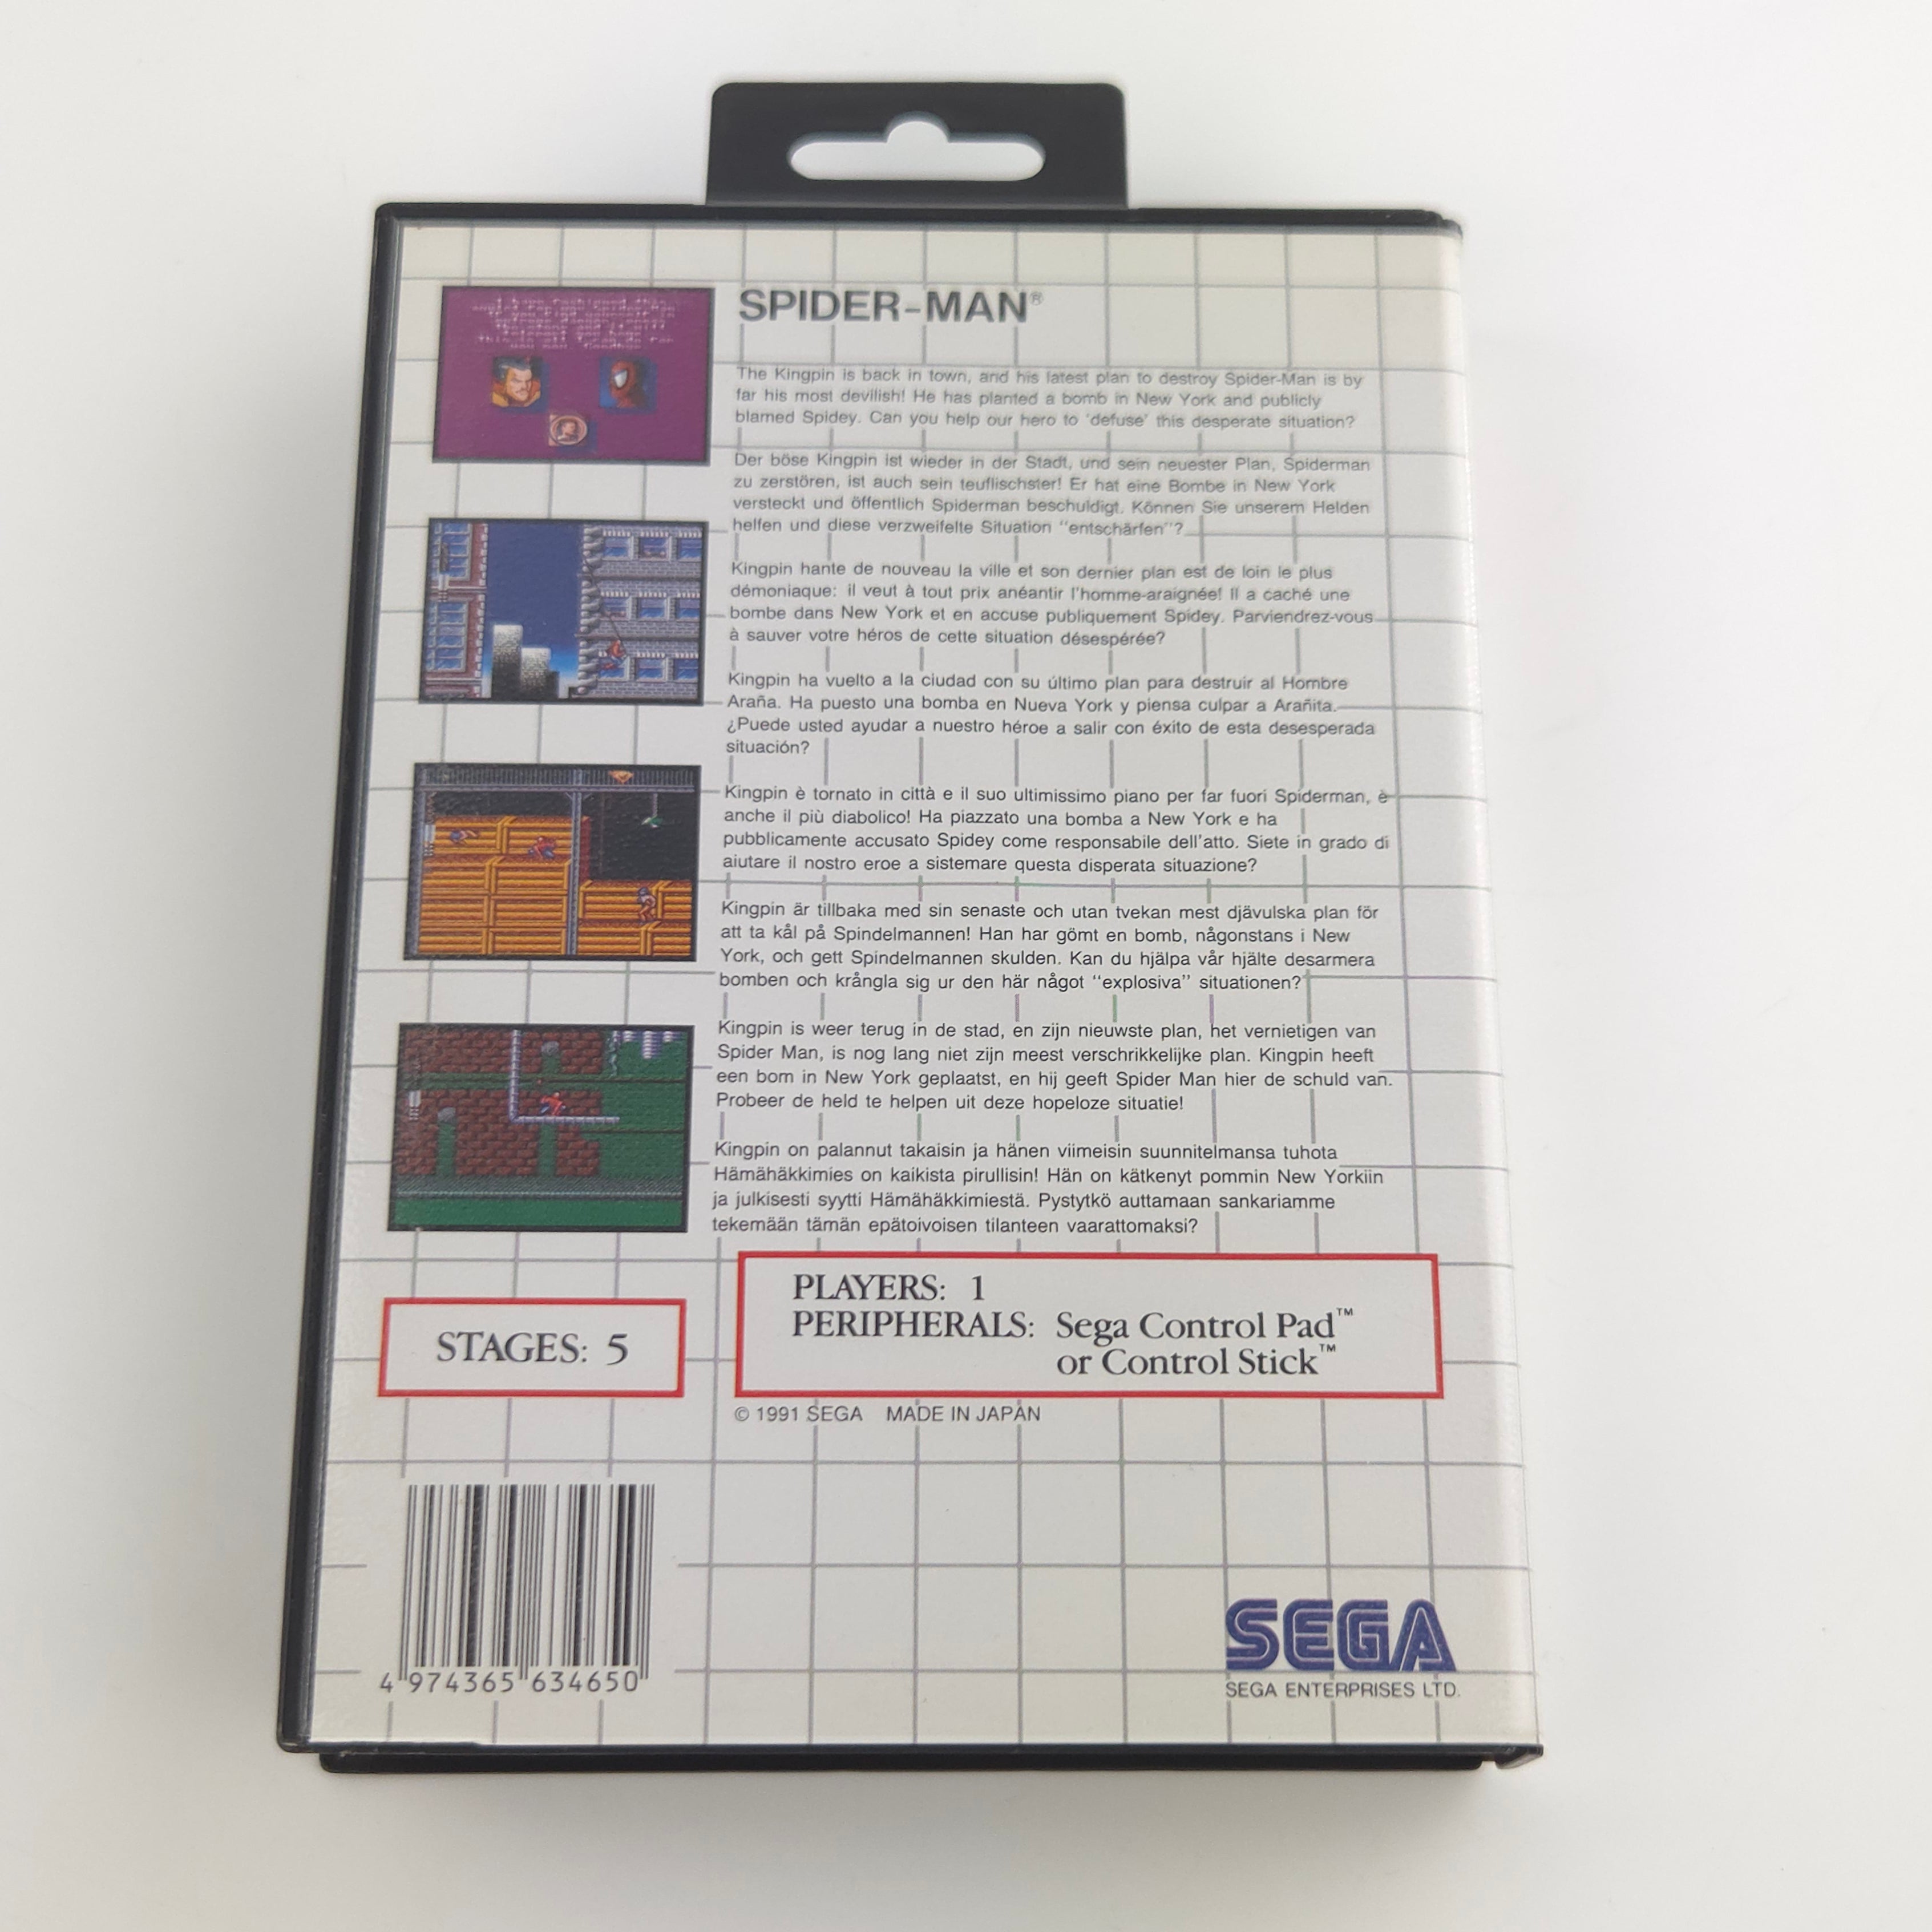 SPIDER-MAN®
The Kingpin is back in town, and his latest plan to destroy Spider-Man is by
far his most devilish! He has planted a bomb in New York and publicly
blamed Spidey. Can you help our hero to 'defuse' this desperate situation?
Der böse Kingpin ist wieder in der Stadt, und sein neuester Plan, Spiderman
zu zerstören, ist auch sein teuflischster! Er hat eine Bombe in New York
versteckt und öffentlich Spiderman beschuldigt. Können Sie unserem Helden
helfen und diese verzweifelte Situation "entschärfen"?
Kingpin hante de nouveau la ville et son dernier plan est de loin le plus
démoniaque: il veut à tout prix anéantir l'homme-araignée! Il a caché une
bombe dans New York et en accuse publiquement Spidey. Parviendrez-vous
à sauver votre héros de cette situation désespérée?
Kingpin ha vuelto a la ciudad con su último plan para destruir al Hombre
Araña. Ha puesto una bomba en Nueva York y piensa culpar a Arañita.
¿Puede usted ayudar a nuestro héroe a salir con éxito de esta desesperada
situación?
Kingpin è tornato in città e il suo ultimissimo piano per far fuori Spiderman, è
anche il più diabolico! Ha piazzato una bomba a New York e ha
pubblicamente accusato Spidey come responsabile dell'atto. Siete in grado di
aiutare il nostro eroe a sistemare questa disperata situazione?
Kingpin är tillbaka med sin senaste och utan tvekan mest djävulska plan för
att ta kål på Spindelmannen! Han har gömt en bomb, någonstans i New
York, och gett Spindelmannen skulden. Kan du hjälpa vår hjälte desarmera
bomben och krångla sig ur den här något "explosiva" situationen?
Kingpin is weer terug in de stad, en zijn nieuwste plan, het vernietigen van
Spider Man, is nog lang niet zijn meest verschrikkelijke plan. Kingpin heeft
een bom in New York geplaatst, en hij geeft Spider Man hier de schuld van.
Probeer de held te helpen uit deze hopeloze situatie!
Kingpin on palannut takaisin ja hänen viimeisin suunnitelmansa tuhota
Hämähäkkimies on kaikista pirullisin! Hän on kätkenyt pommin New Yorkiin
ja julkisesti syytti Hämähäkkimiestä. Pystytkö auttamaan sankariamme
tekemään tämän epätoivoisen tilanteen vaarattomaksi?
STAGES: 5
PLAYERS: 1
PERIPHERALS: Sega Control Pad™
or Control Stick™
© 1991 SEGA MADE IN JAPAN
4 974365 634650
SEGA
SEGA ENTERPRISES LTD.